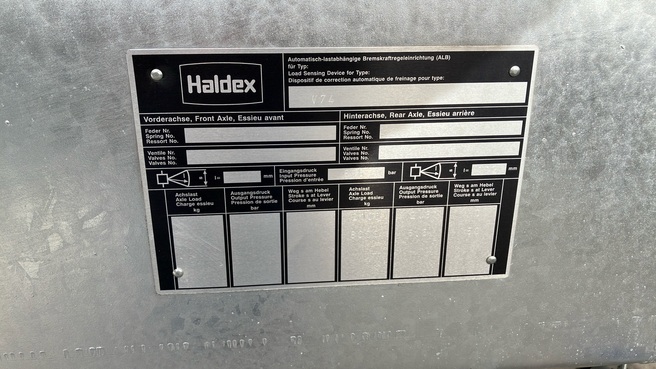 Haldex
Automatisch-lastabhängige Bremskraftregeleinrichtung (ALB)
für Typ:
Load Sensing Device for Type:
Dispositif de correction automatique de freinage pour type:
Vorderachse, Front Axle, Essieu avant
Hinterachse, Rear Axle, Essieu arrière
Feder Nr.
Spring No.
Ressort No.
Feder Nr.
Spring No.
Ressort No.
Ventile Nr.
Valves No.
Valves No.
Ventile Nr.
Valves No.
Valves No.
l= mm
Eingangsdruck
Input Pressure
Pression d'entrée
bar
l= mm
Achslast
Axle Load
Charge essieu
kg
Ausgangsdruck
Output Pressure
Pression de sortie
bar
Weg s am Hebel
Stroke s at Lever
Course s au levier
mm
Achslast
Axle Load
Charge essieu
kg
Ausgangsdruck
Output Pressure
Pression de sortie
bar
Weg s am Hebel
Stroke s at Lever
Course s au levier
mm